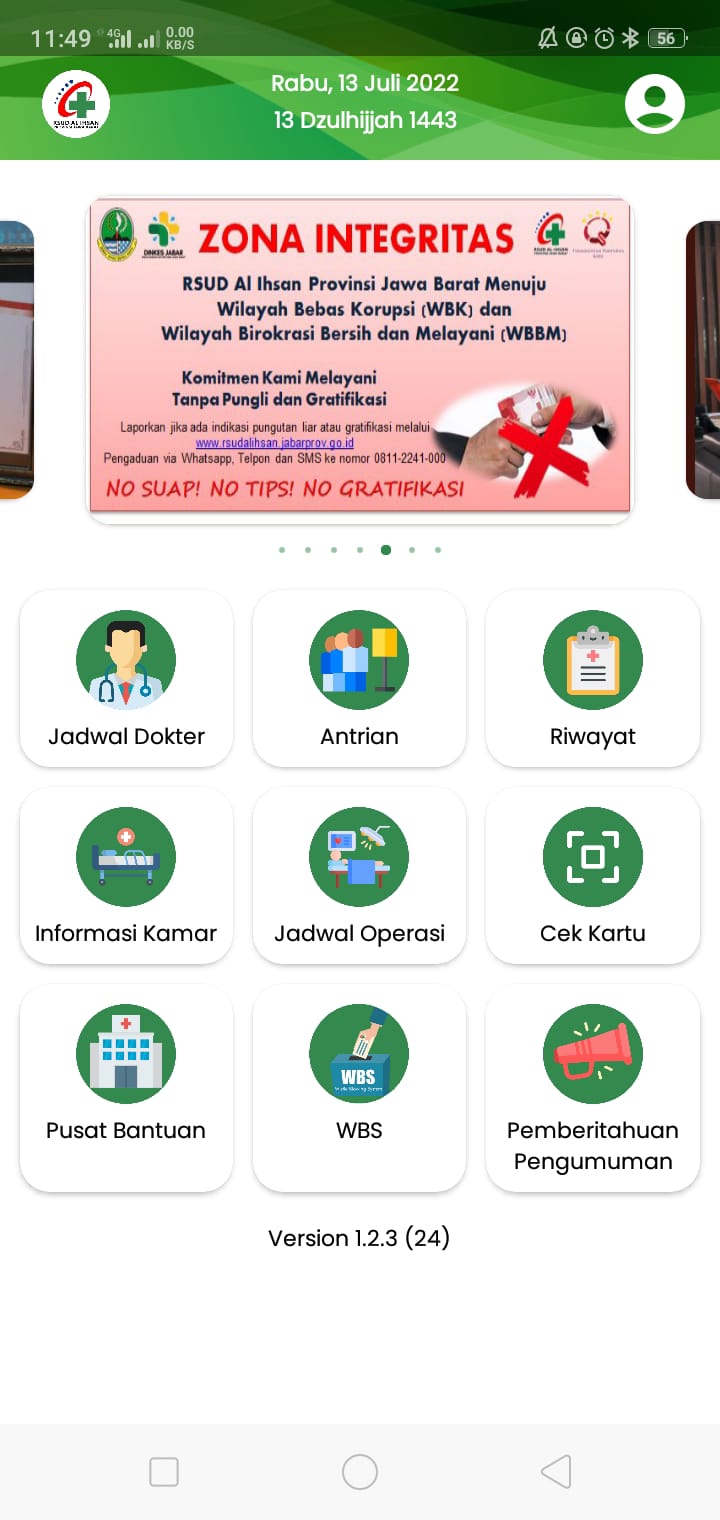 11:49
4G
0.00
KB/S
56
Rabu, 13 Juli 2022
13 Dzulhijjah 1443
RSUD AL IHSAN
DINKES JABAR
ZONA INTEGRITAS
RSUD Al Ihsan Provinsi Jawa Barat Menuju
Wilayah Bebas Korupsi (WBK) dan
Wilayah Birokrasi Bersih dan Melayani (WBBM)
Komitmen Kami Melayani
Tanpa Pungli dan Gratifikasi
Laporkan jika ada indikasi pungutan liar atau gratifikasi melalui
www.rsudalihsan.jabarprov.go.id
Pengaduan via Whatsapp, Telpon dan SMS ke nomor 0811-2241-000
NO SUAP! NO TIPS! NO GRATIFIKASI
Jadwal Dokter
Antrian
Riwayat
Informasi Kamar
Jadwal Operasi
Cek Kartu
WBS
Pusat Bantuan
WBS
Pemberitahuan
Pengumuman
Version 1.2.3 (24)